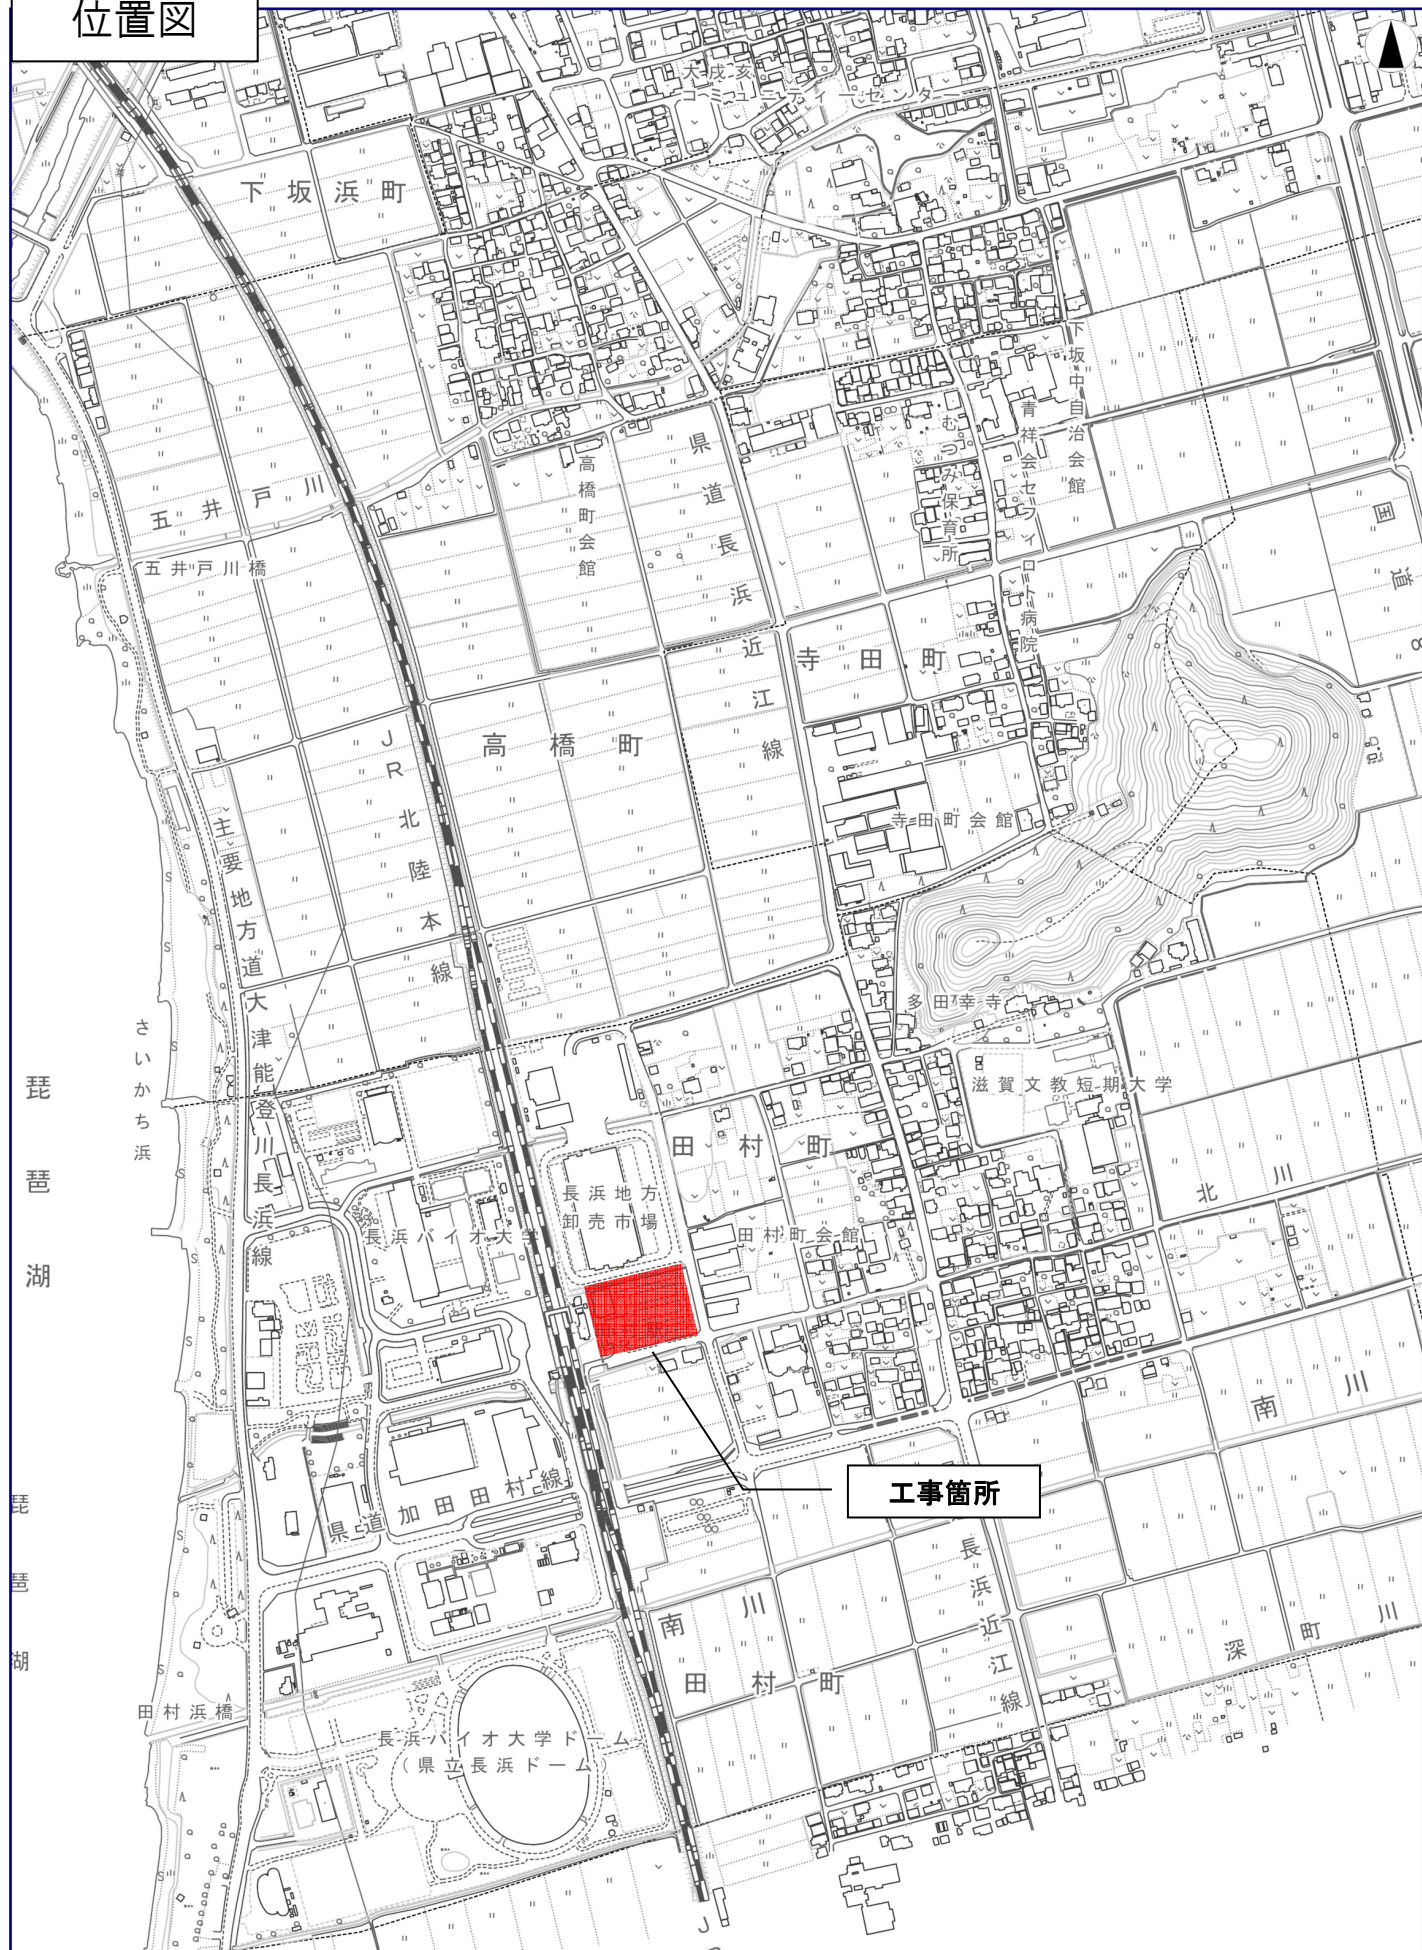 位置図
大戌亥
コミュニティーセンター
下坂浜町
下坂中自治会館
青祥会セフィロト病院
むつみ保育所
高橋町会館
県道長浜近江線
国道8
五井戸川
五井戸川橋
寺田町
高橋町
JR北陸本線
寺田町会館
主要地方道大津能登川長浜線
多田幸寺
さいかち浜
琵琶湖
滋賀文教短期大学
田村町
北川
長浜地方
卸売市場
長浜バイオ大学
田村町会館
南川
工事箇所
県道加田田村線
琵琶湖
長浜近江線
南川
深町川
田村町
田村浜橋
長浜バイオ大学ドーム
(県立長浜ドーム)
J